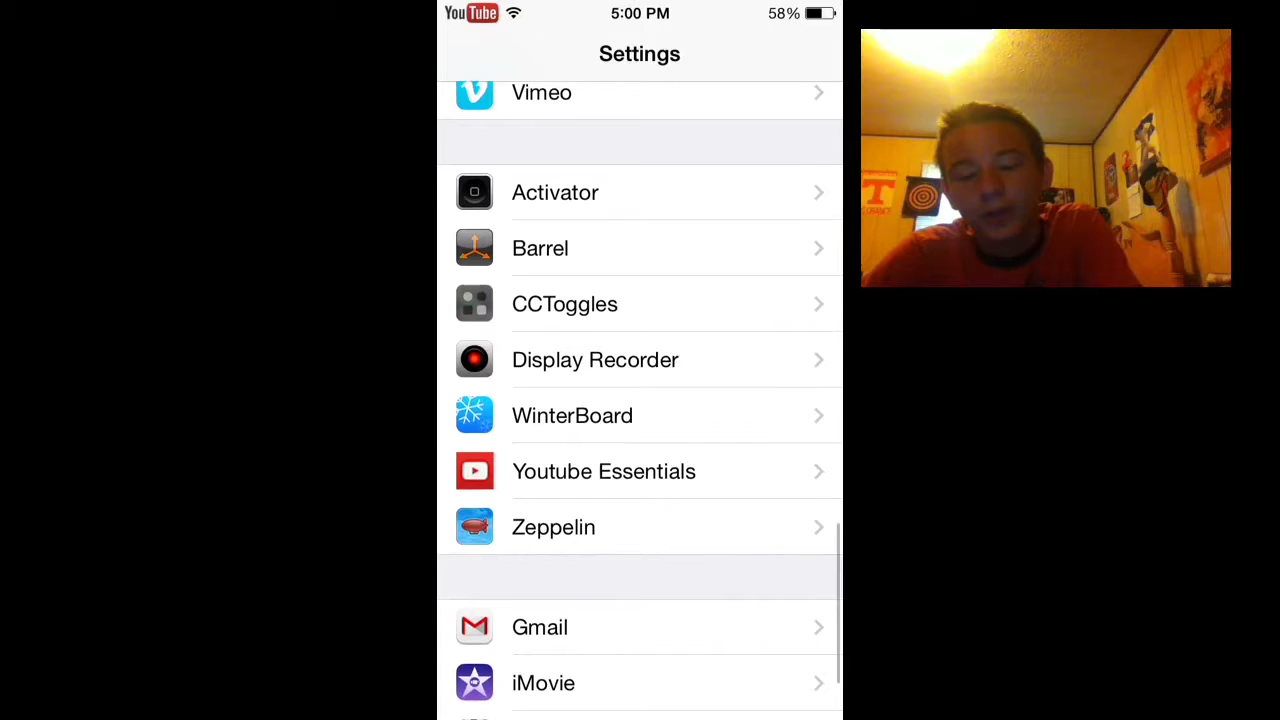 YouTube 5:00 PM 58%
Settings
Vimeo
Activator
Barrel
CCToggles
Display Recorder
WinterBoard
Youtube Essentials
Zeppelin
Gmail
iMovie
T